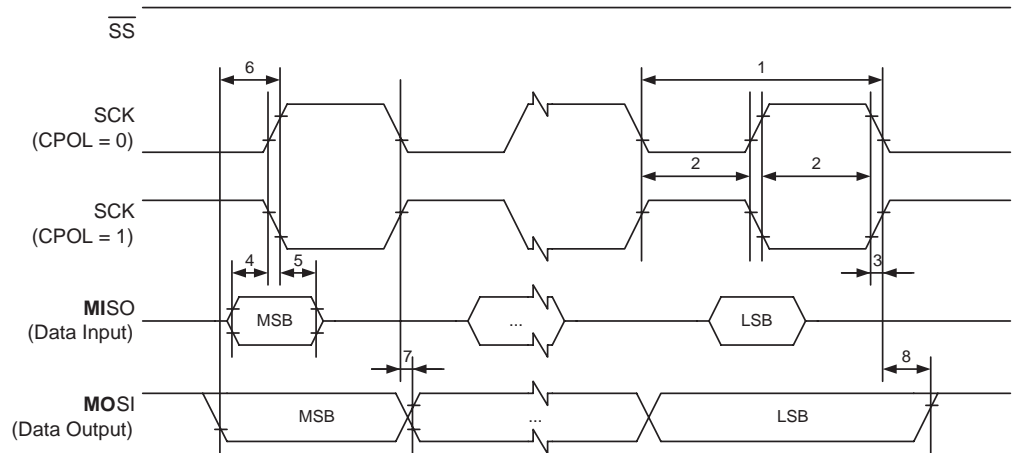 SS
6
1
SCK
(CPOL = 0)
2
2
SCK
(CPOL = 1)
4
5
3
MISO
(Data Input)
MSB
...
LSB
7
8
MOSI
(Data Output)
MSB
...
LSB